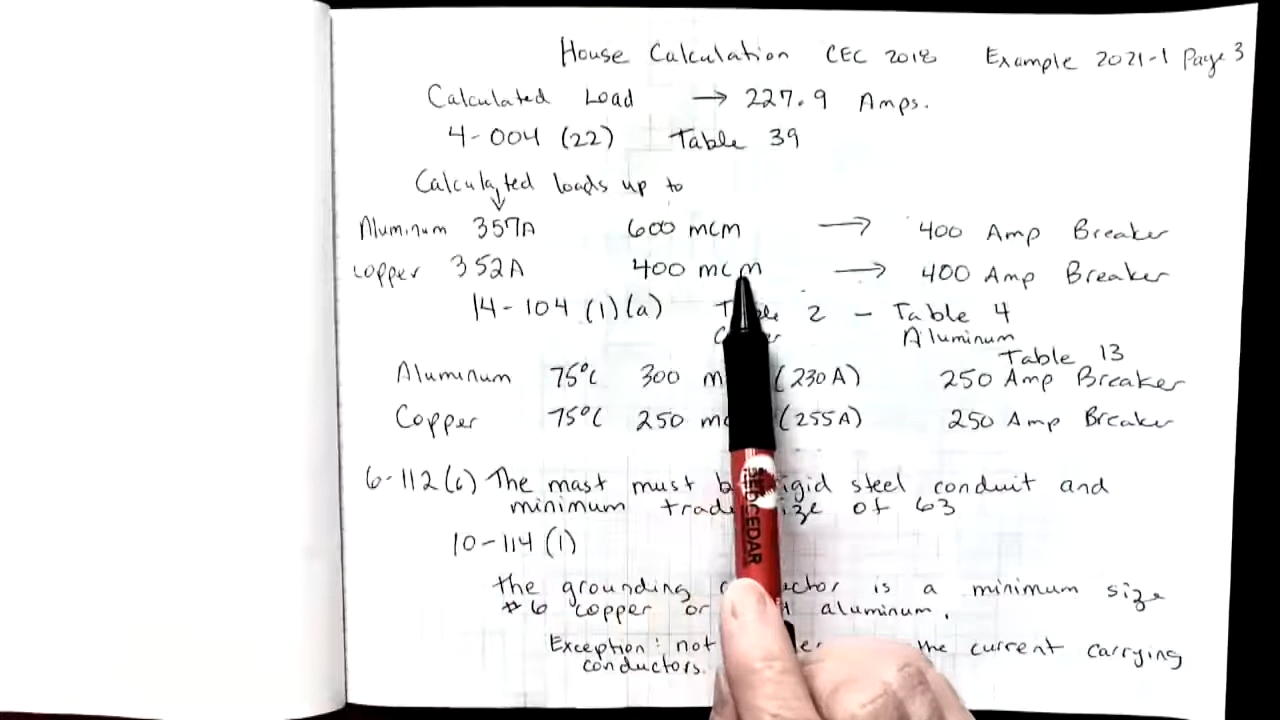 House Calculation CEC 2018 Example 2021-1 Page 3
Calculated Load → 227.9 Amps.
4-004 (22) Table 39
Calculated loads up to
Aluminum 357A 600 mcm → 400 Amp Breaker
Copper 352A 400 mcm → 400 Amp Breaker
14-104 (1)(a) 2 - Table 4
Aluminum
Table 13
Aluminum 75°C 300 (230A) 250 Amp Breaker
Copper 75°C 250 (255A) 250 Amp Breaker
6-112(6) The mast must rigid steel conduit and
minimum of 63
10-114 (1)
the grounding is a minimum size
#6 copper or aluminum.
Exception: not the current carrying
conductors.